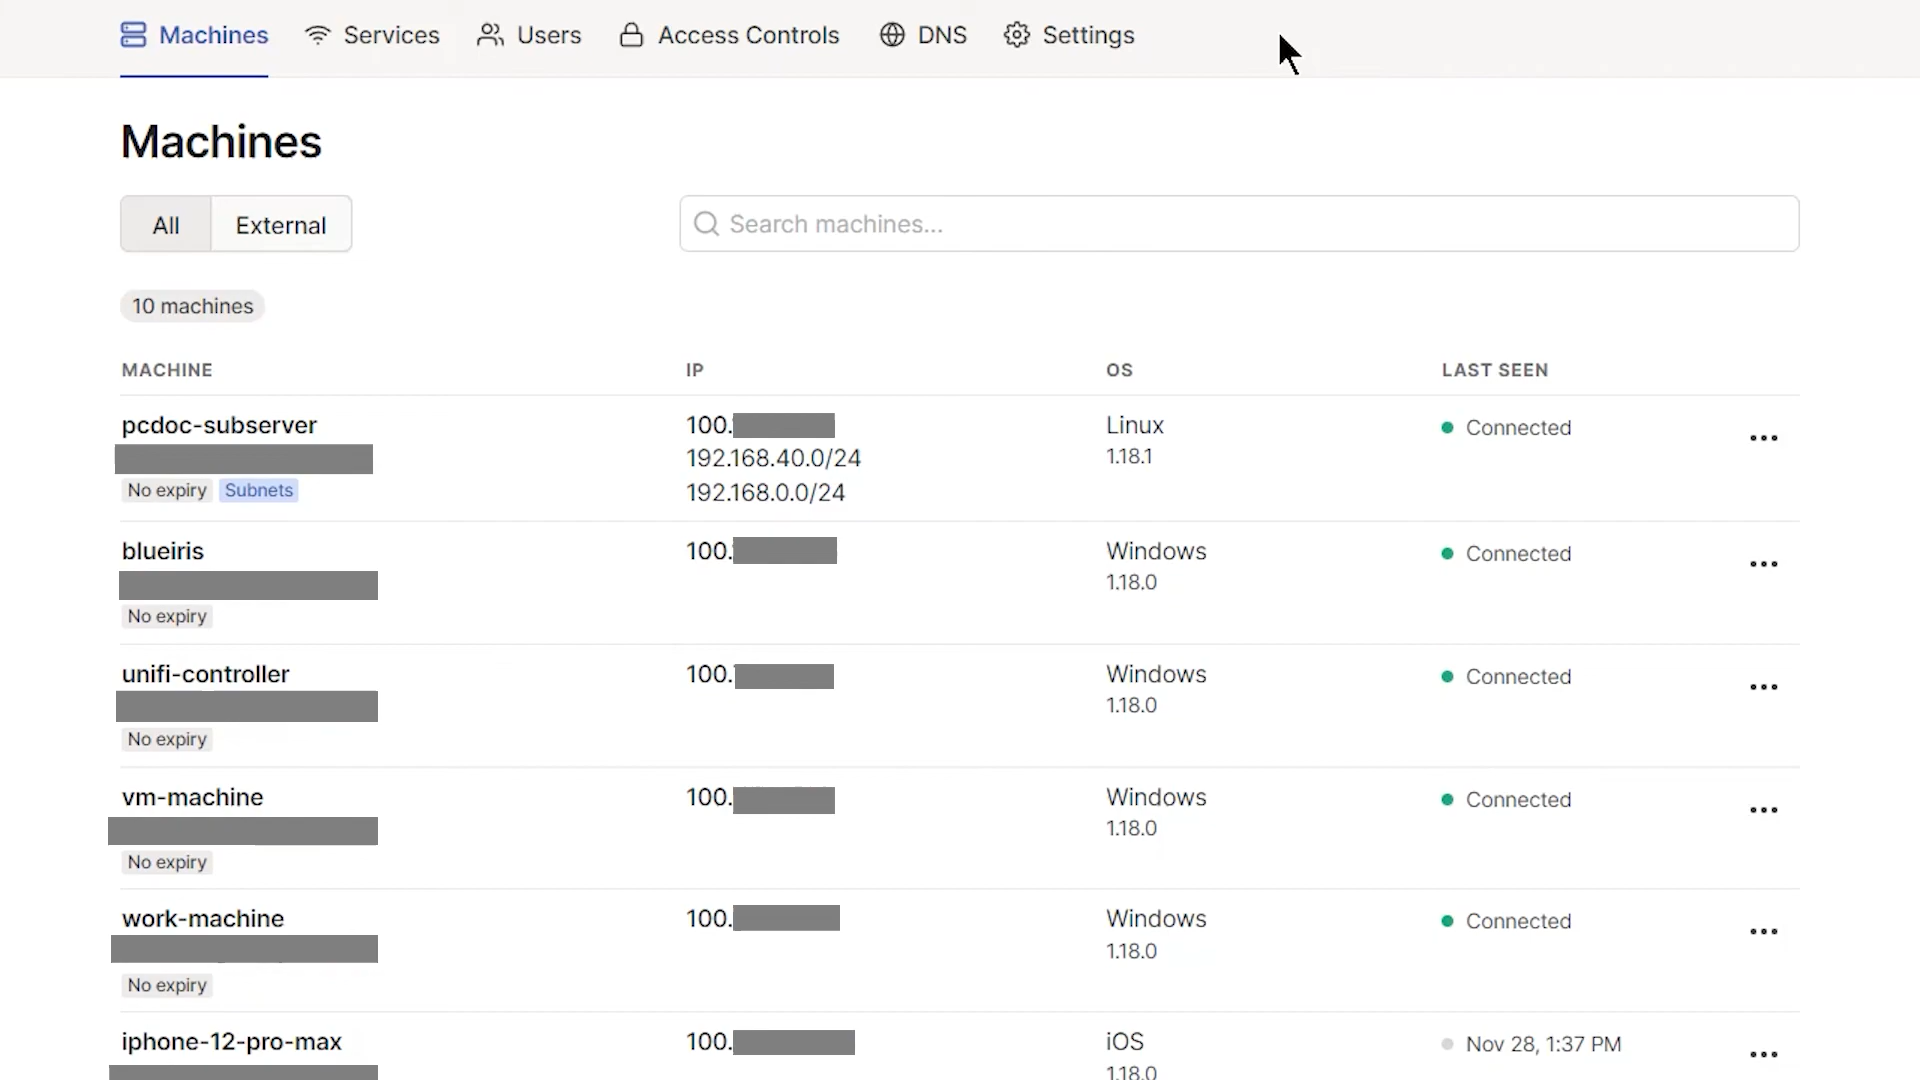 Machines Services Users Access Controls DNS Settings
Machines
All External Search machines...
10 machines
MACHINE IP OS LAST SEEN
pcdoc-subserver 100. Linux Connected
192.168.40.0/24 1.18.1
No expiry Subnets 192.168.0.0/24
blueiris 100. Windows Connected
1.18.0
No expiry
unifi-controller 100. Windows Connected
1.18.0
No expiry
vm-machine 100. Windows Connected
1.18.0
No expiry
work-machine 100. Windows Connected
1.18.0
No expiry
iphone-12-pro-max 100. iOS Nov 28, 1:37 PM
1.18.0